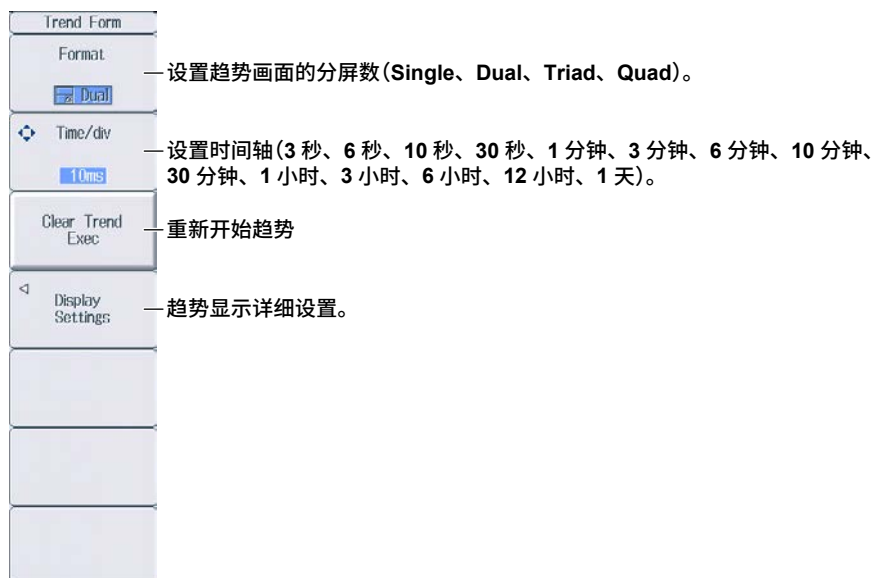 Trend Form
Format
Dual
设置趋势画面的分屏数（Single、Dual、Triad、Quad）。
Time/div
10ms
设置时间轴（3 秒、6 秒、10 秒、30 秒、1 分钟、3 分钟、6 分钟、10 分钟、
30 分钟、1 小时、3 小时、6 小时、12 小时、1 天）。
Clear Trend
Exec
重新开始趋势
Display
Settings
趋势显示详细设置。